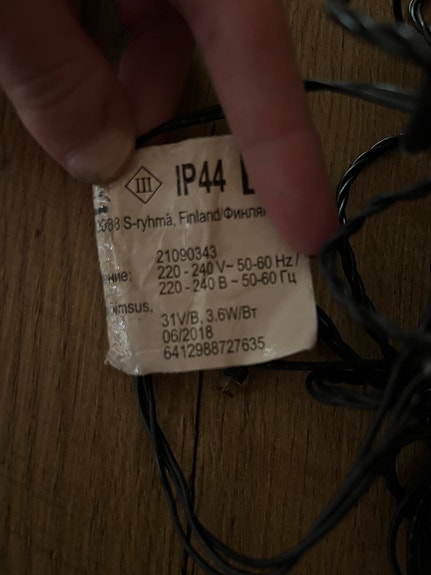 III IP44
S-ryhmä, Finland
21090343
220 - 240 V~ 50-60 Hz /
220 - 240 В ~ 50-60 Гц
31V/В, 3.6W/Вт
06/2018
6412988727635